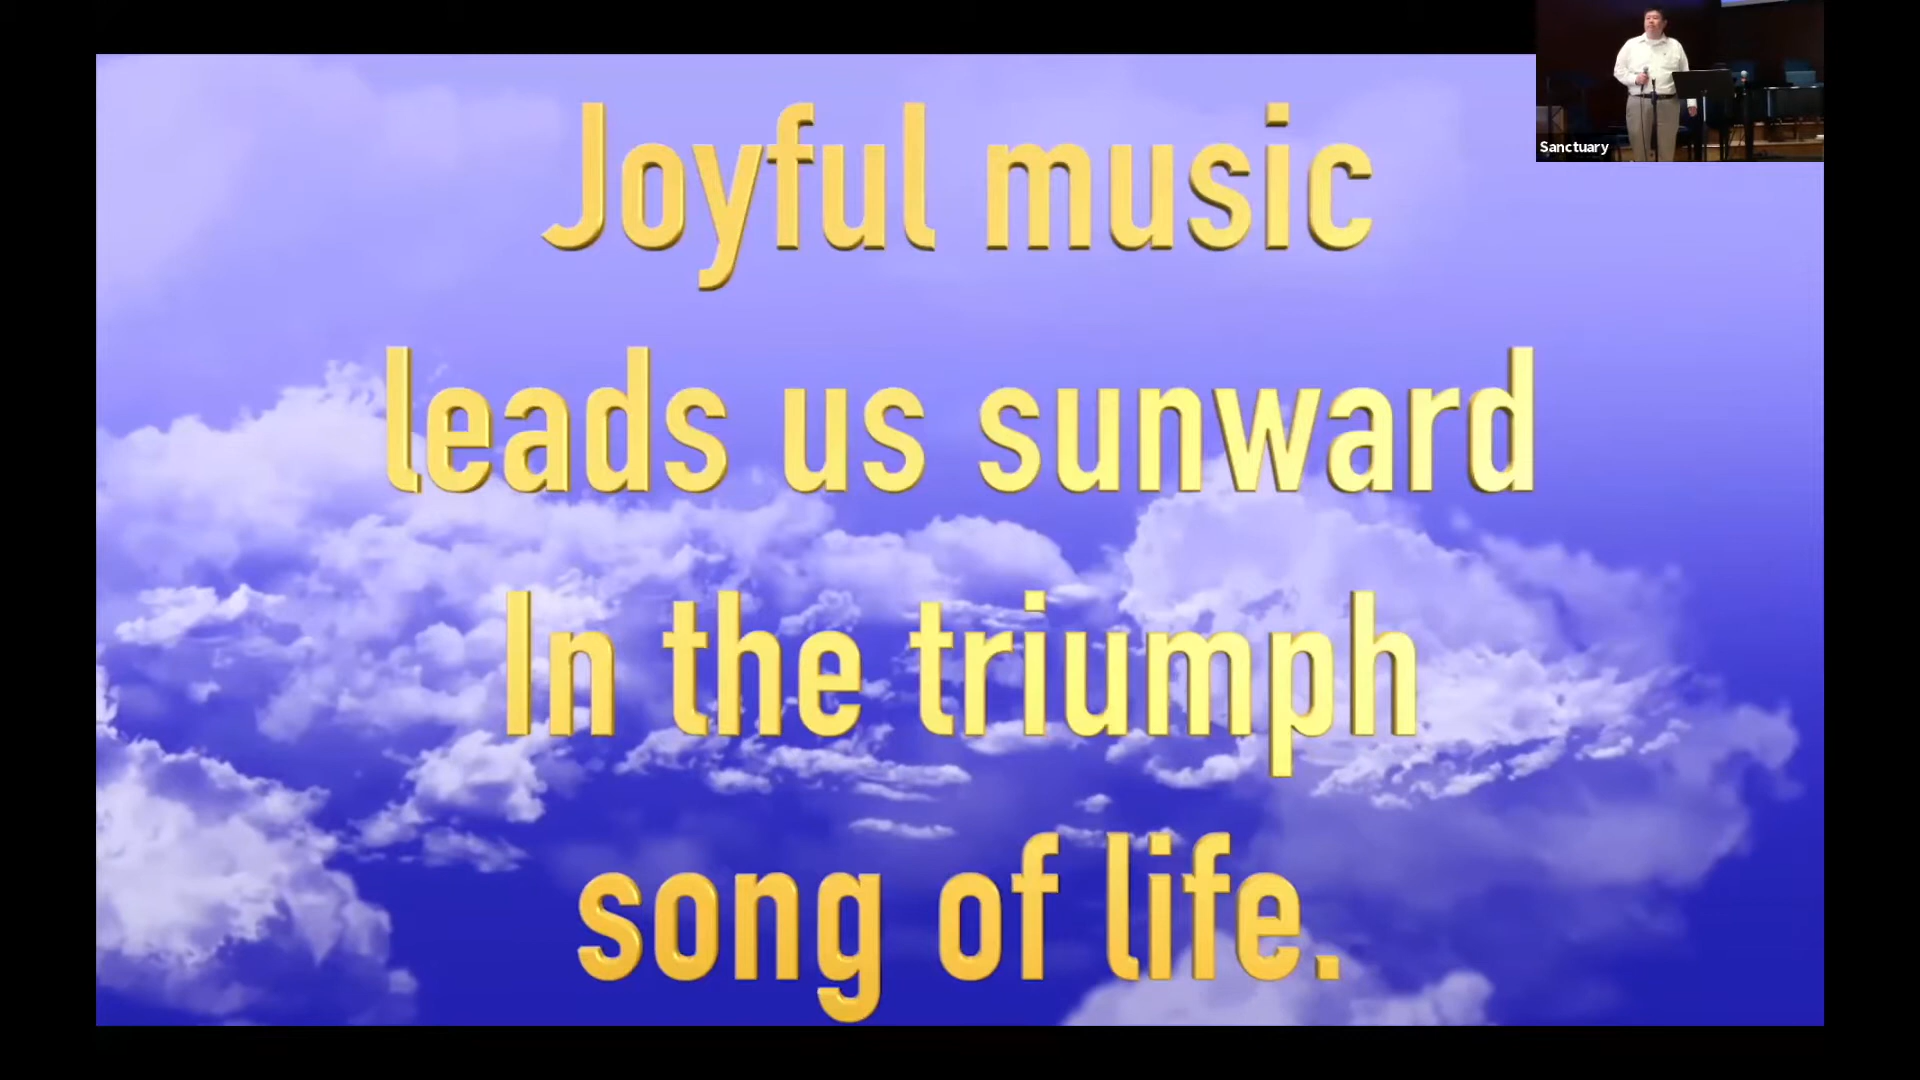 Joyful music
leads us sunward
In the triumph
song of life.
Sanctuary